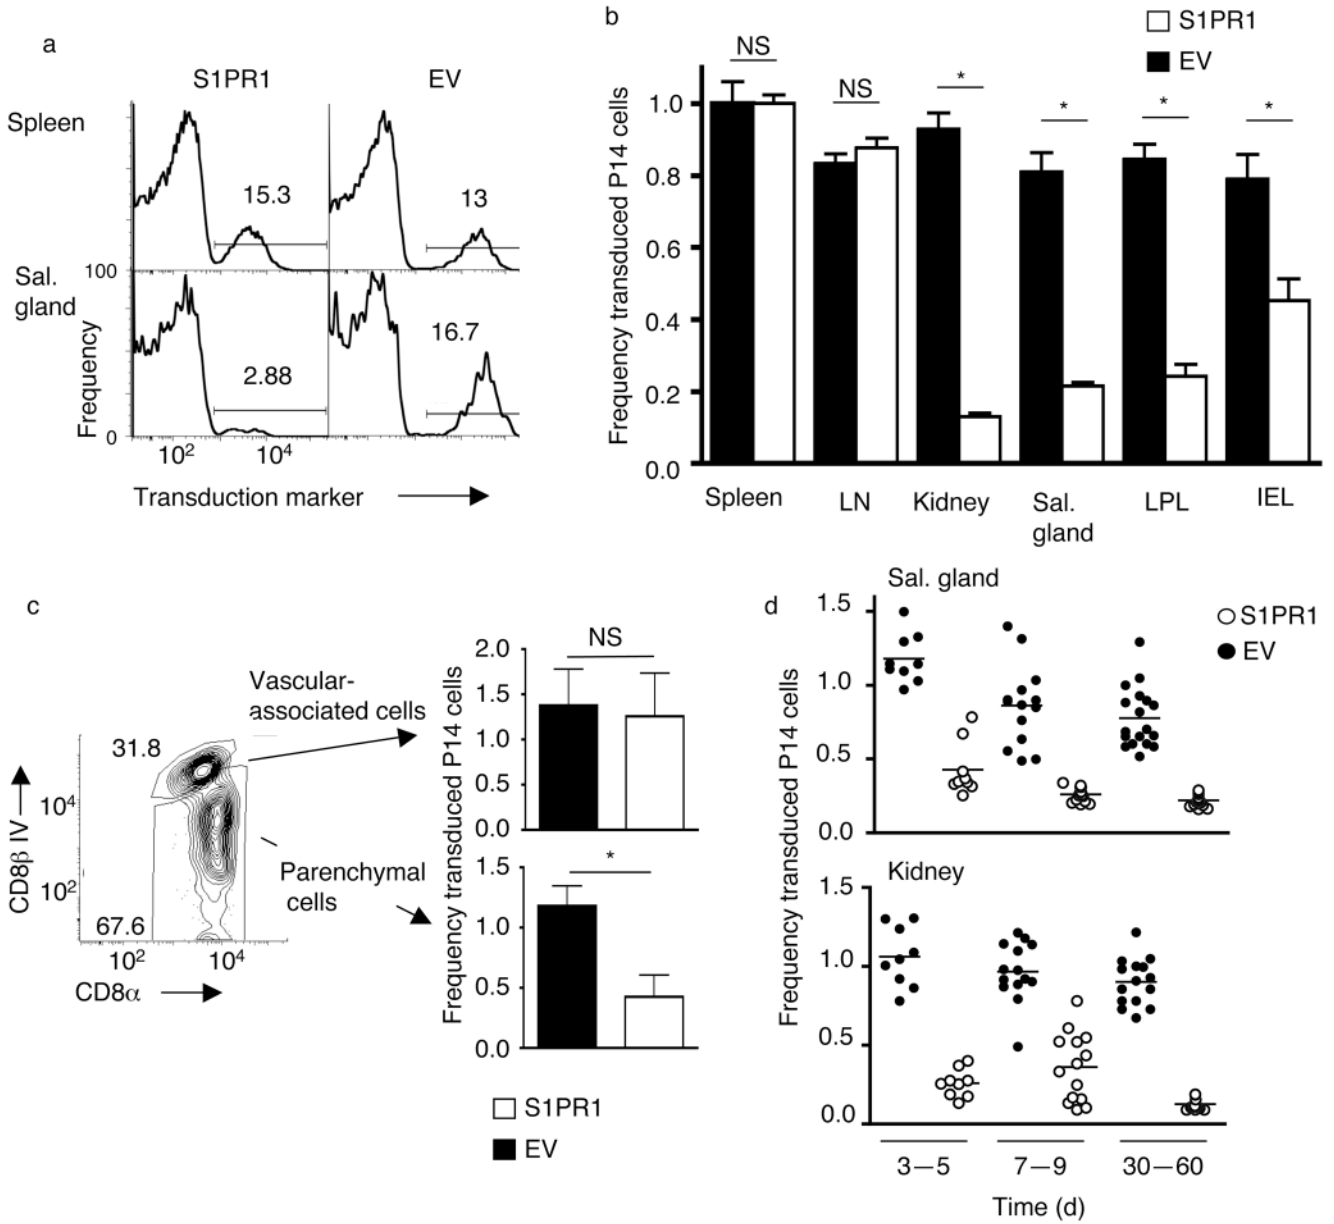 a
S1PR1
EV
Spleen
15.3
13
Sal.
gland
100
16.7
2.88
Frequency
0
10²
10⁴
Transduction marker
b
S1PR1
EV
NS
NS
*
*
*
*
Frequency transduced P14 cells
1.0
0.8
0.6
0.4
0.2
0.0
Spleen
LN
Kidney
Sal.
gland
LPL
IEL
c
Vascular-
associated cells
31.8
10⁴
CD8β IV
10²
67.6
10²
10⁴
CD8α
Parenchymal
cells
Frequency transduced P14 cells
NS
2.0
1.5
1.0
0.5
0.0
*
1.5
1.0
0.5
0.0
S1PR1
EV
d
Sal. gland
S1PR1
EV
1.5
1.0
0.5
0.0
Frequency transduced P14 cells
Kidney
1.5
1.0
0.5
0.0
3—5
7—9
30—60
Time (d)